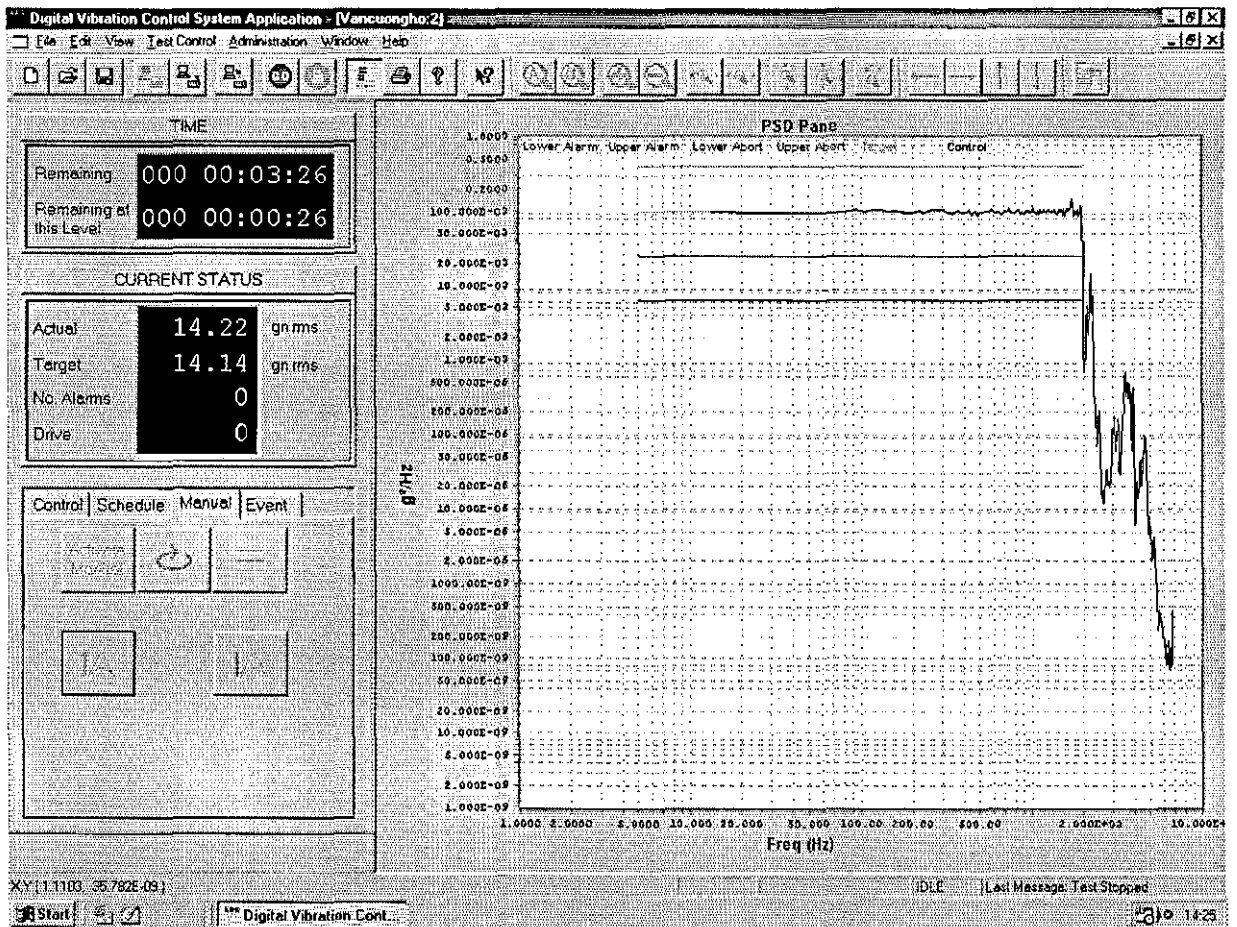 Digital Vibration Control System Application - [Vancuongho:2]
File Edit View Test Control Administration Window Help
TIME
Remaining 000 00:03:26
Remaining at this Level 000 00:00:26
CURRENT STATUS
Actual 14.22 gn rms
Target 14.14 gn rms
No. Alarms 0
Drive 0
Control Schedule Manual Event
PSD Pane
Lower Alarm Upper Alarm Lower Abort Upper Abort Target Control
1.0000
0.5000
0.2000
100.000E-03
20.000E-03
10.000E-03
5.000E-03
2.000E-03
1.000E-03
500.000E-06
200.000E-06
100.000E-06
20.000E-06
10.000E-06
5.000E-06
2.000E-06
1000.000E-09
500.000E-09
200.000E-09
100.000E-09
50.000E-09
20.000E-09
10.000E-09
5.000E-09
2.000E-09
1.000E-09
1.0000 2.0000 5.0000 10.000 20.000 50.000 100.00 200.00 500.00 2.000E+03 10.000E+
Freq (Hz)
XY [ 1.1103, 35.782E-09 ] IDLE Last Message: Test Stopped
Start Digital Vibration Cont... 14:25